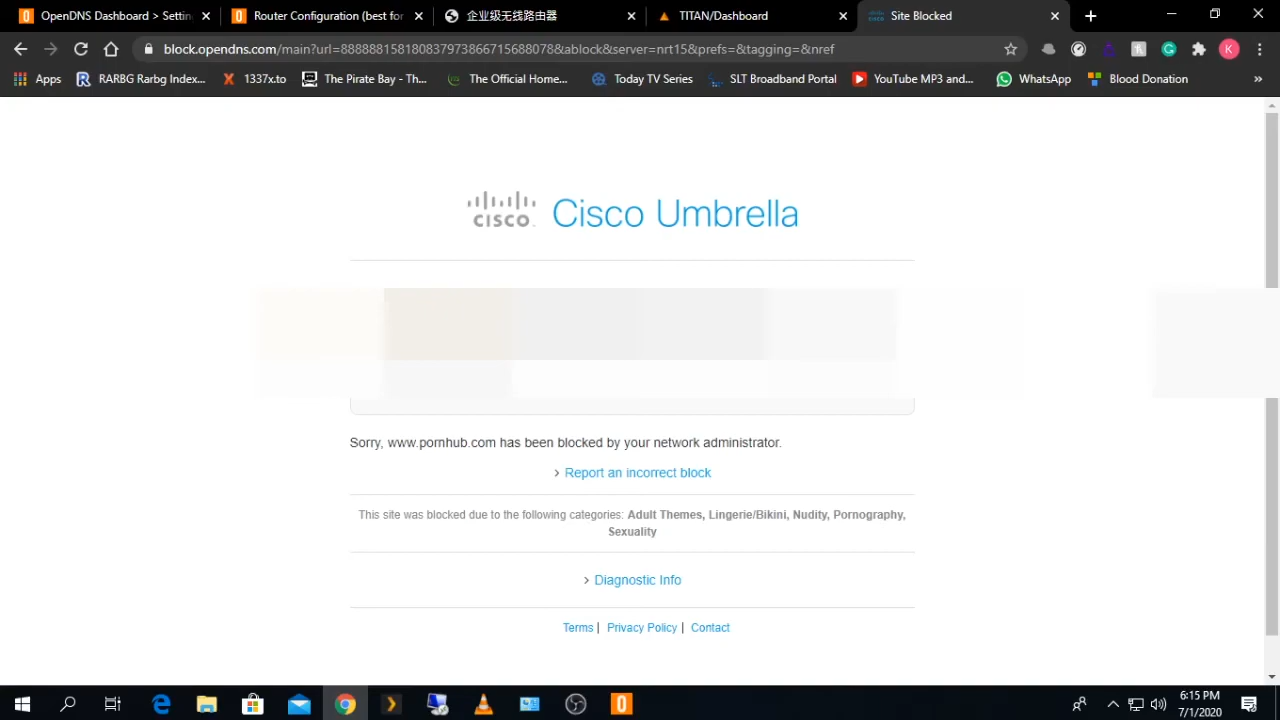 OpenDNS Dashboard > Settin
Router Configuration (best for
企业级无线路由器
TITAN/Dashboard
Site Blocked
block.opendns.com/main?url=88888815818083797386671568807​8&ablock&server=nrt15&prefs=&tagging=&nref
K
Apps
RARBG Rarbg Index...
1337x.to
The Pirate Bay - Th...
The Official Home...
Today TV Series
SLT Broadband Portal
YouTube MP3 and...
WhatsApp
Blood Donation
»
cisco
Cisco Umbrella
Sorry, www.pornhub.com has been blocked by your network administrator.
> Report an incorrect block
This site was blocked due to the following categories: Adult Themes, Lingerie/Bikini, Nudity, Pornography,
Sexuality
> Diagnostic Info
Terms | Privacy Policy | Contact
6:15 PM
7/1/2020